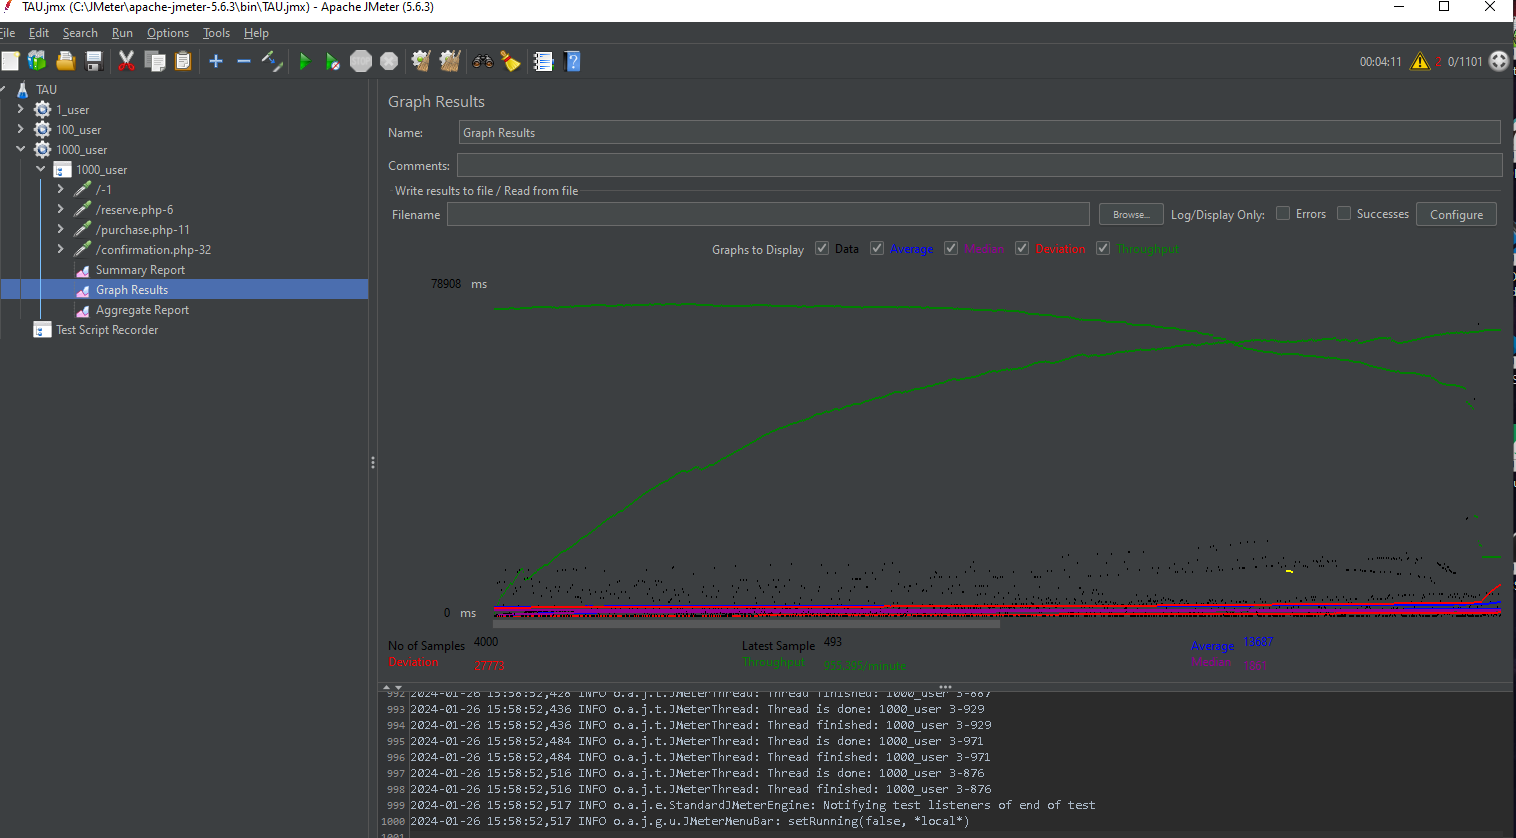 TAU.jmx (C:\JMeter\apache-jmeter-5.6.3\bin\TAU.jmx) - Apache JMeter (5.6.3)
File Edit Search Run Options Tools Help
00:04:11 2 0/1101
TAU
1_user
100_user
1000_user
1000_user
/-1
/reserve.php-6
/purchase.php-11
/confirmation.php-32
Summary Report
Graph Results
Aggregate Report
Test Script Recorder
Graph Results
Name: Graph Results
Comments:
Write results to file / Read from file
Filename Browse... Log/Display Only: Errors Successes Configure
Graphs to Display Data Average Median Deviation Throughput
78908 ms
0 ms
No of Samples 4000 Latest Sample 493 Average 13687
Deviation 27773 Throughput 955.895/minute Median
992 2024-01-26 15:58:52,428 INFO o.a.j.t.JMeterThread: Thread finished: 1000_user 3-887
993 2024-01-26 15:58:52,436 INFO o.a.j.t.JMeterThread: Thread is done: 1000_user 3-929
994 2024-01-26 15:58:52,436 INFO o.a.j.t.JMeterThread: Thread finished: 1000_user 3-929
995 2024-01-26 15:58:52,484 INFO o.a.j.t.JMeterThread: Thread is done: 1000_user 3-971
996 2024-01-26 15:58:52,484 INFO o.a.j.t.JMeterThread: Thread finished: 1000_user 3-971
997 2024-01-26 15:58:52,516 INFO o.a.j.t.JMeterThread: Thread is done: 1000_user 3-876
998 2024-01-26 15:58:52,516 INFO o.a.j.t.JMeterThread: Thread finished: 1000_user 3-876
999 2024-01-26 15:58:52,517 INFO o.a.j.e.StandardJMeterEngine: Notifying test listeners of end of test
1000 2024-01-26 15:58:52,517 INFO o.a.j.g.u.JMeterMenuBar: setRunning(false, *local*)
1001